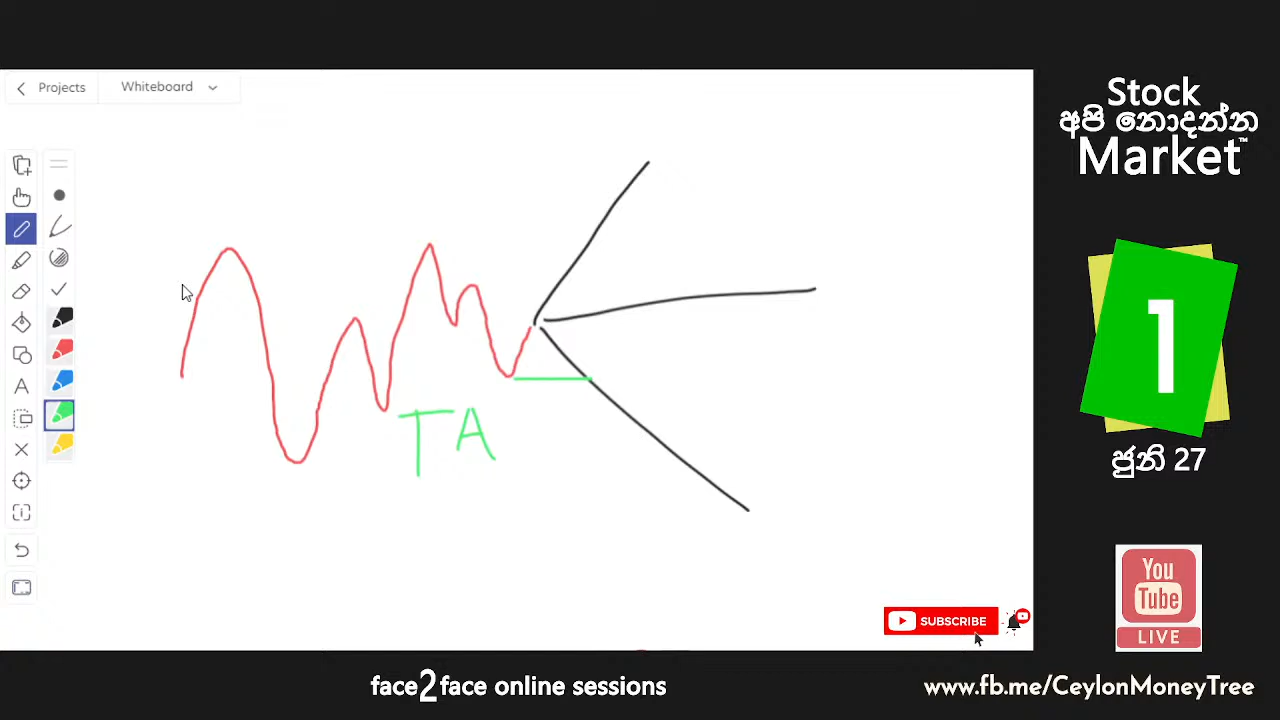 Projects
Whiteboard
Stock
අපි නොදන්න
Market™
1
ජුනි 27
TA
A
SUBSCRIBE
You
Tube
LIVE
face2face online sessions
www.fb.me/CeylonMoneyTree